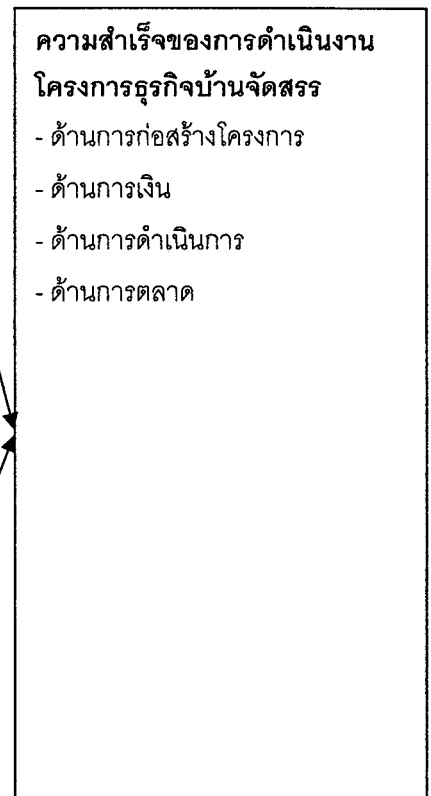 ความสำเร็จของการดำเนินงาน
โครงการธุรกิจบ้านจัดสรร
- ด้านการก่อสร้างโครงการ
- ด้านการเงิน
- ด้านการดำเนินการ
- ด้านการตลาด